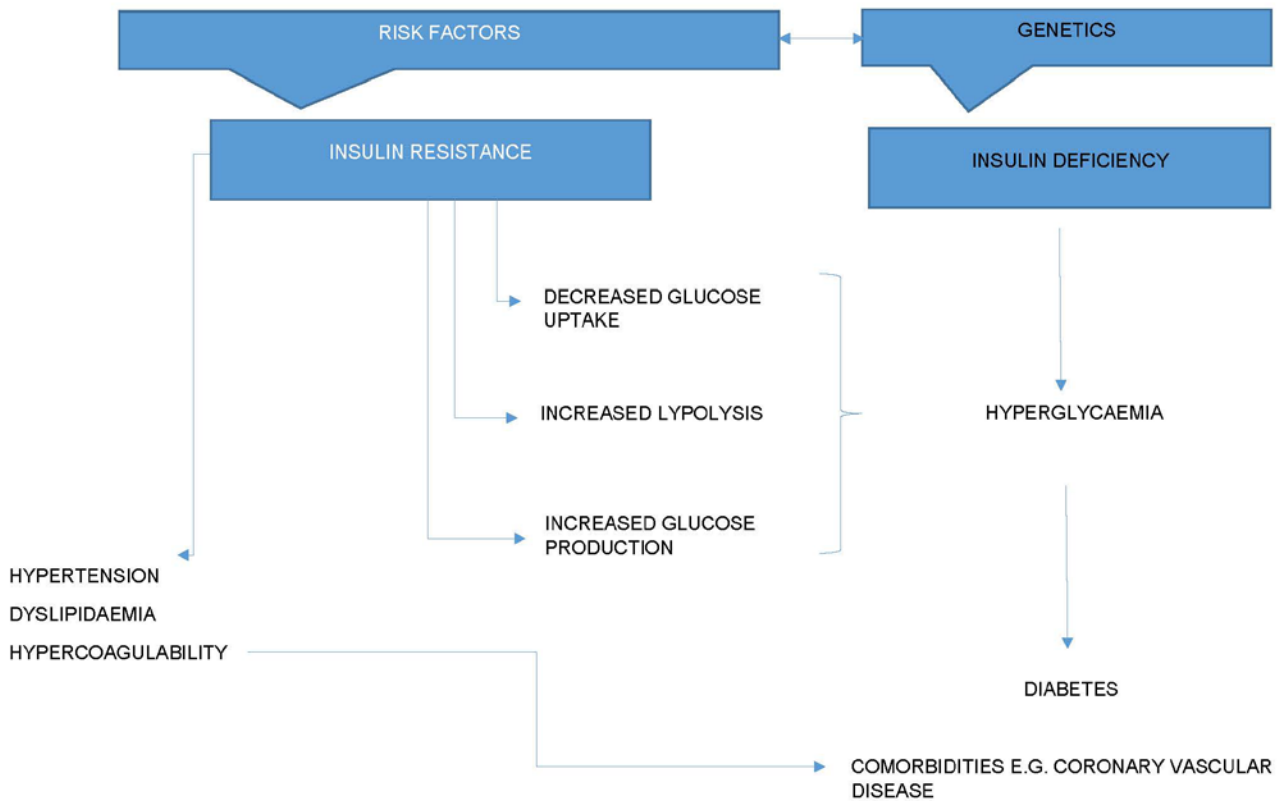 RISK FACTORS
GENETICS
INSULIN RESISTANCE
INSULIN DEFICIENCY
DECREASED GLUCOSE
UPTAKE
INCREASED LYPOLYSIS
HYPERGLYCAEMIA
INCREASED GLUCOSE
PRODUCTION
HYPERTENSION
DYSLIPIDAEMIA
HYPERCOAGULABILITY
DIABETES
COMORBIDITIES E.G. CORONARY VASCULAR
DISEASE